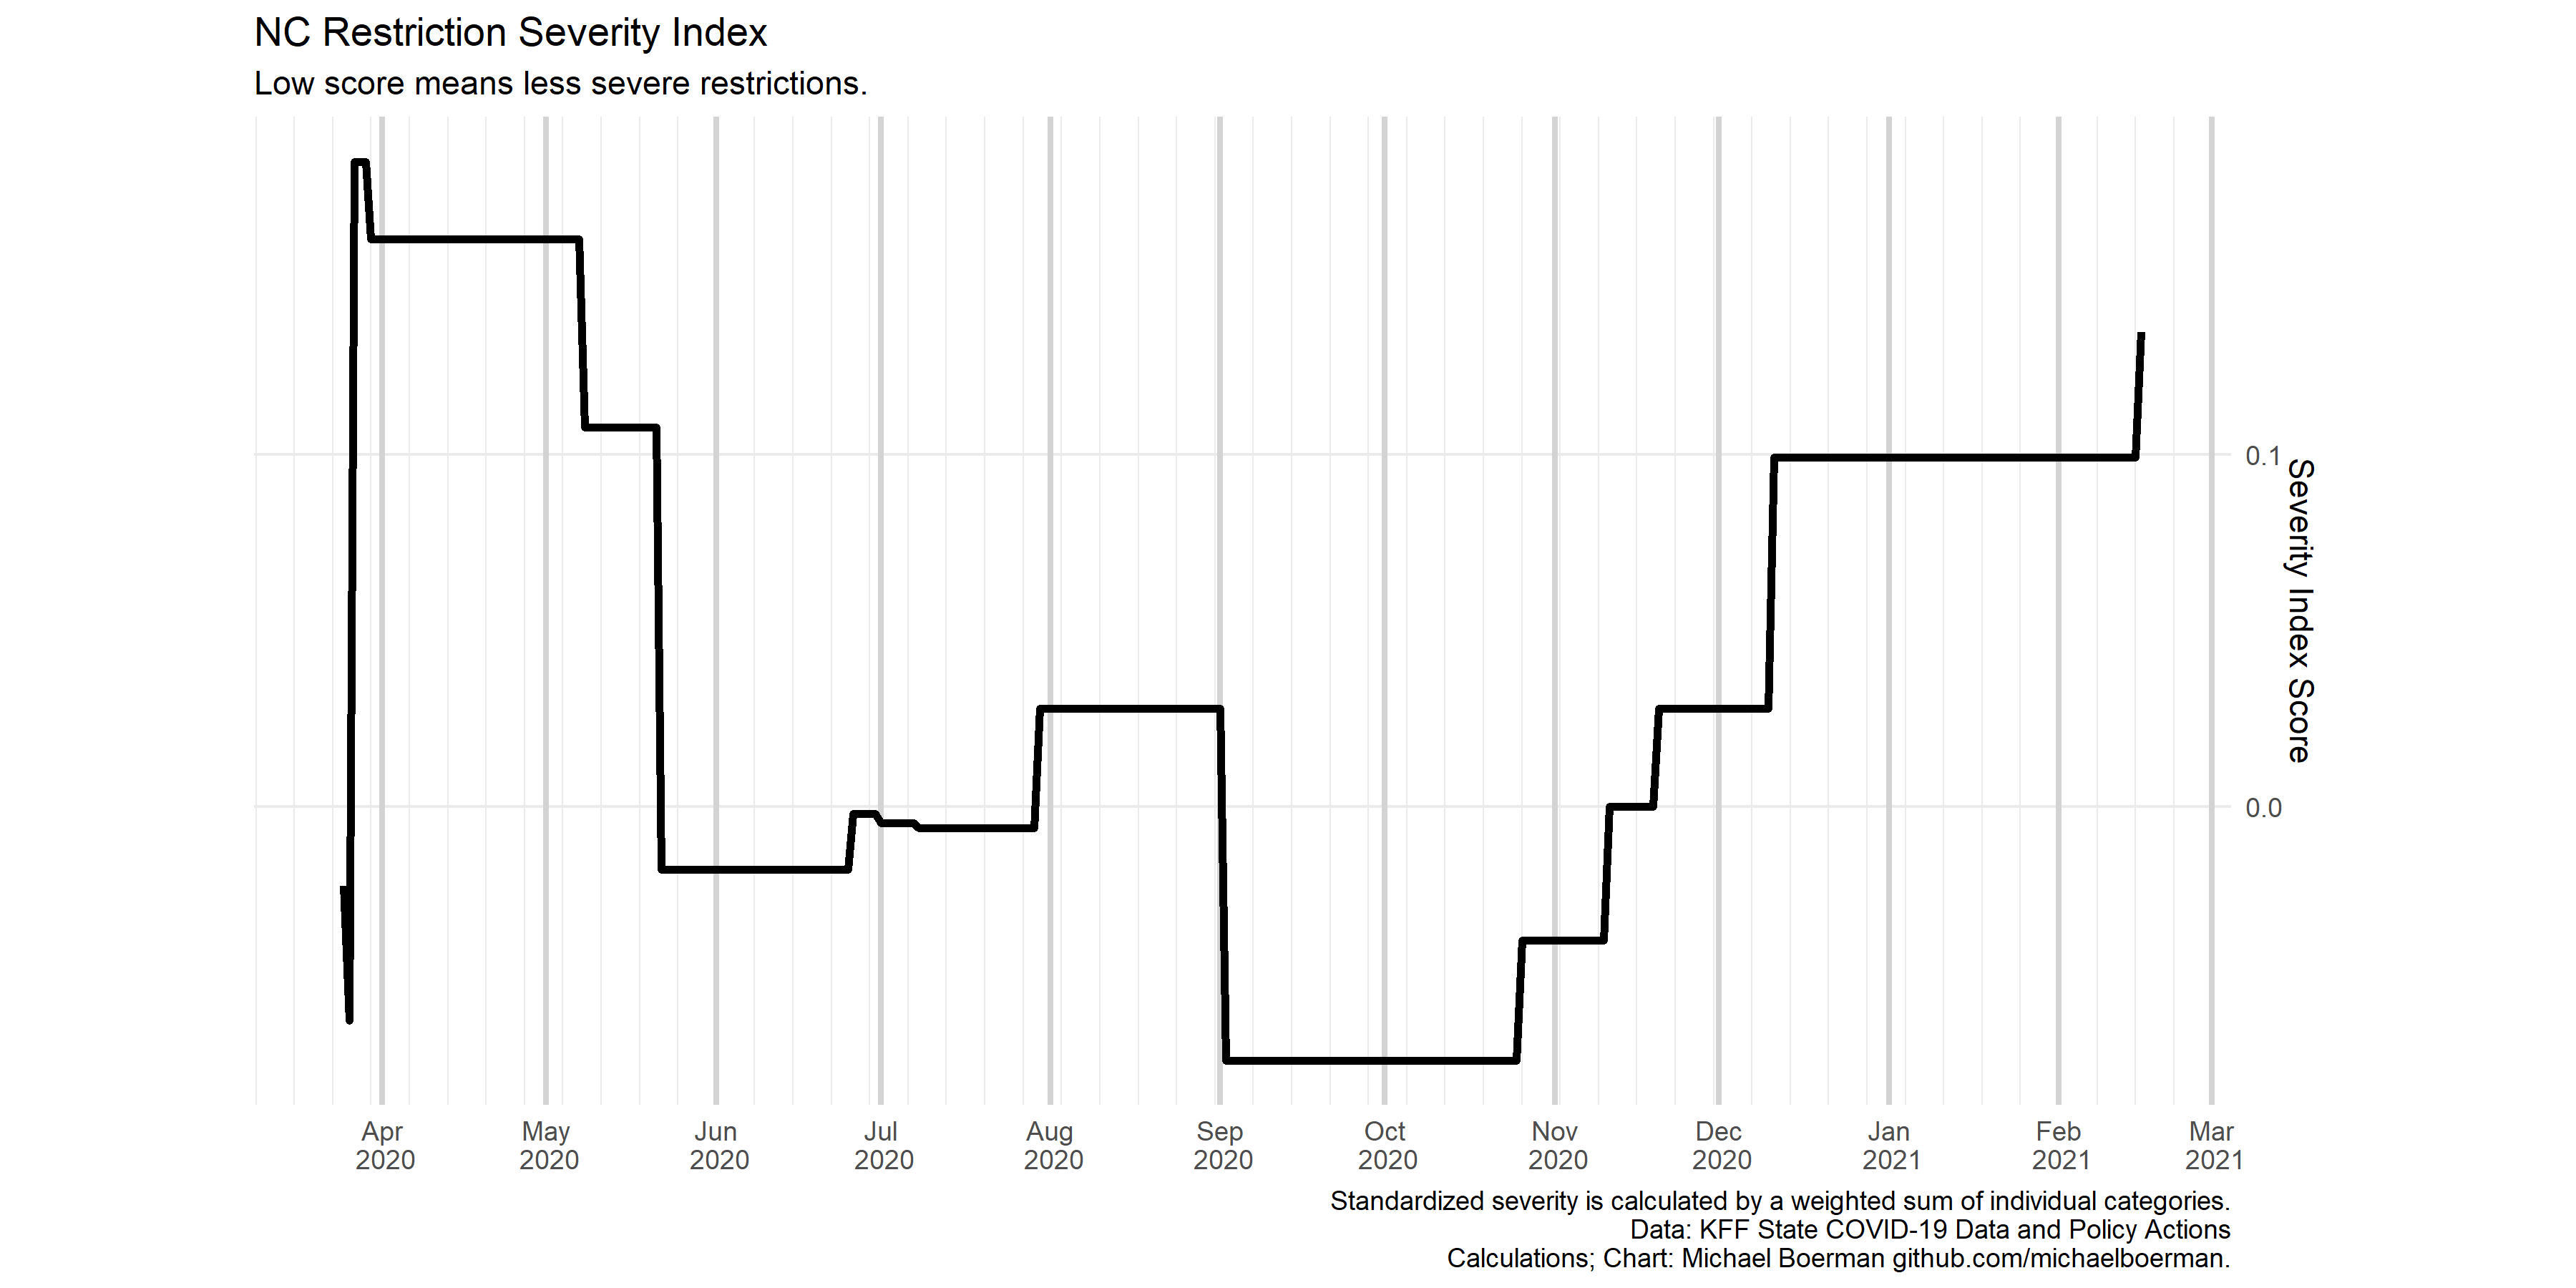 NC Restriction Severity Index
Low score means less severe restrictions.
0.1
0.0
Severity Index Score
Apr May Jun Jul Aug Sep Oct Nov Dec Jan Feb Mar
2020 2020 2020 2020 2020 2020 2020 2020 2020 2021 2021 2021
Standardized severity is calculated by a weighted sum of individual categories.
Data: KFF State COVID-19 Data and Policy Actions
Calculations; Chart: Michael Boerman github.com/michaelboerman.